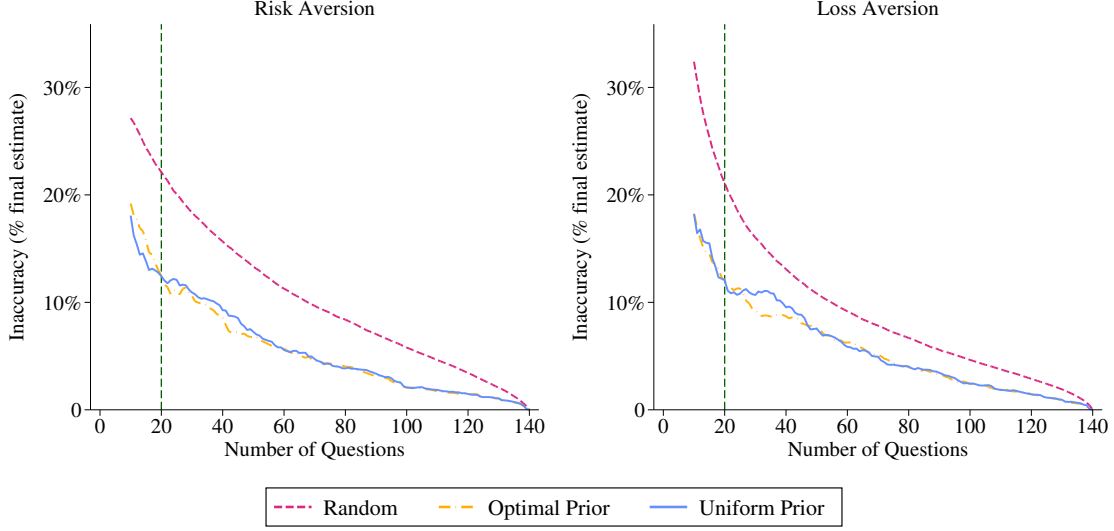 Risk Aversion
Inaccuracy (% final estimate)
30%
20%
10%
0
0 20 40 60 80 100 120 140
Number of Questions
Loss Aversion
Inaccuracy (% final estimate)
30%
20%
10%
0
0 20 40 60 80 100 120 140
Number of Questions
Random Optimal Prior Uniform Prior